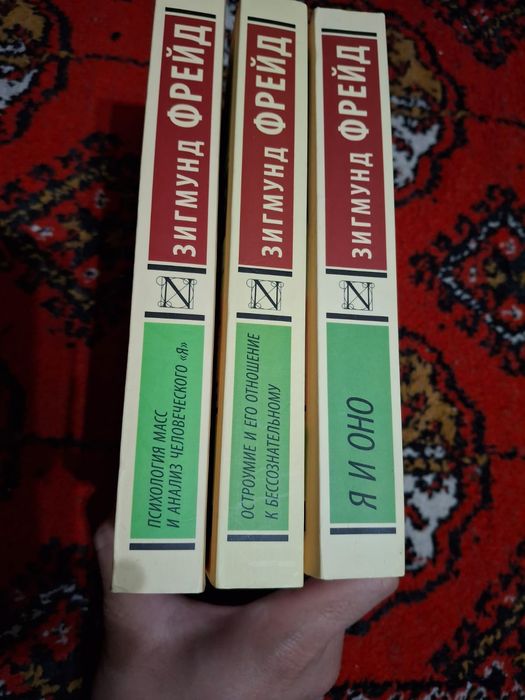 ЗИГМУНД ФРЕЙД
N
ПСИХОЛОГИЯ МАСС
И АНАЛИЗ ЧЕЛОВЕЧЕСКОГО «Я»
ЗИГМУНД ФРЕЙД
N
ОСТРОУМИЕ И ЕГО ОТНОШЕНИЕ
К БЕССОЗНАТЕЛЬНОМУ
ЗИГМУНД ФРЕЙД
N
Я И ОНО